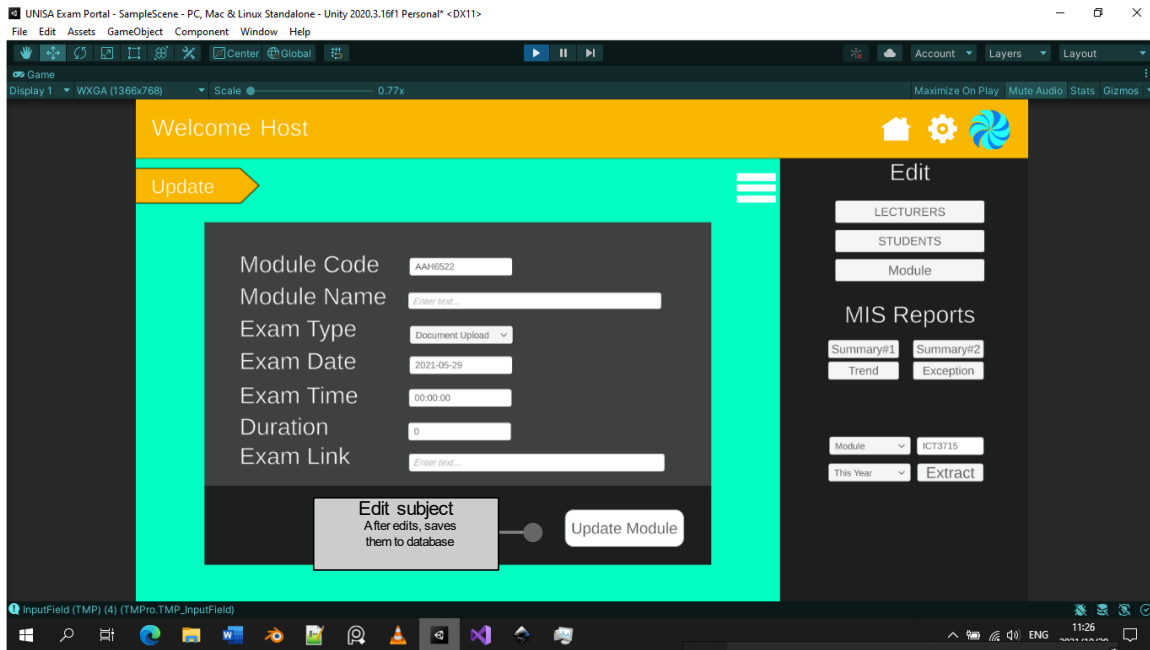 UNISA Exam Portal - SampleScene - PC, Mac & Linux Standalone - Unity 2020.3.16f1 Personal* <DX11>
File Edit Assets GameObject Component Window Help
Center Global Account Layers Layout
Game
Display 1 WXGA (1366x768) Scale 0.77x Maximize On Play Mute Audio Stats Gizmos
Welcome Host
Update
Module Code AAH6522
Module Name Enter text...
Exam Type Document Upload
Exam Date 2021-05-29
Exam Time 00:00:00
Duration 0
Exam Link Enter text...
Edit subject
After edits, saves
them to database
Update Module
Edit
LECTURERS
STUDENTS
Module
MIS Reports
Summary#1 Summary#2
Trend Exception
Module ICT3715
This Year Extract
InputField (TMP) (4) (TMPro.TMP_InputField)
ENG 11:26